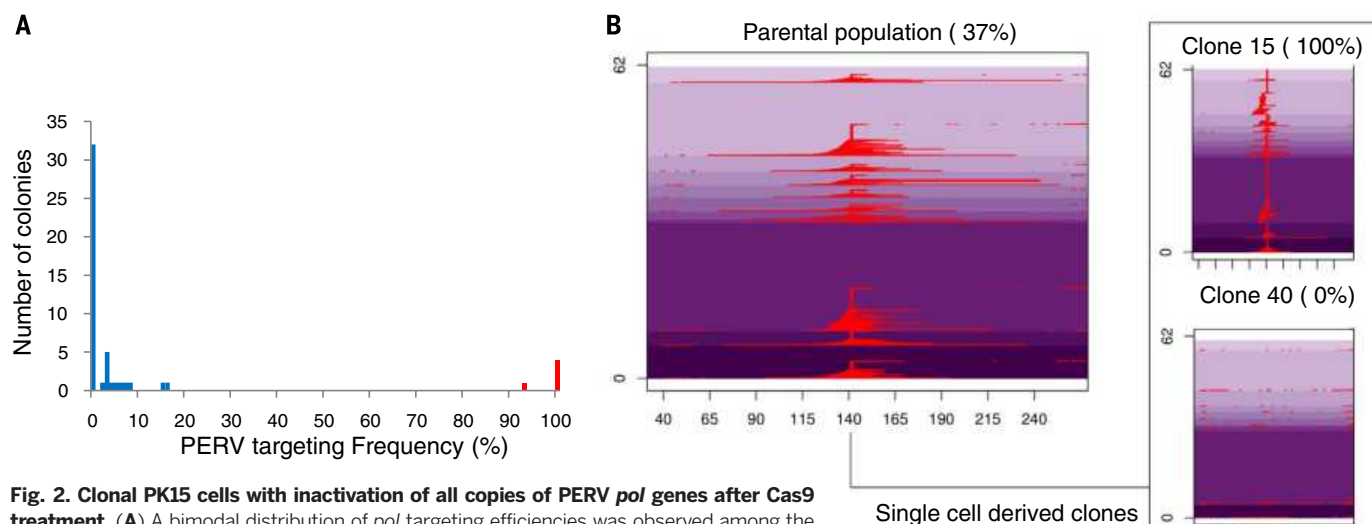 A
35
30
25
20
15
10
5
0
Number of colonies
0 10 20 30 40 50 60 70 80 90 100
PERV targeting Frequency (%)
B
Parental population ( 37%)
62
0
40 65 90 115 140 165 190 215 240
Clone 15 ( 100%)
62
0
Clone 40 ( 0%)
62
0
Single cell derived clones
Fig. 2. Clonal PK15 cells with inactivation of all copies of PERV pol genes after Cas9
treatment. (A) A bimodal distribution of pol targeting efficiencies was observed among the